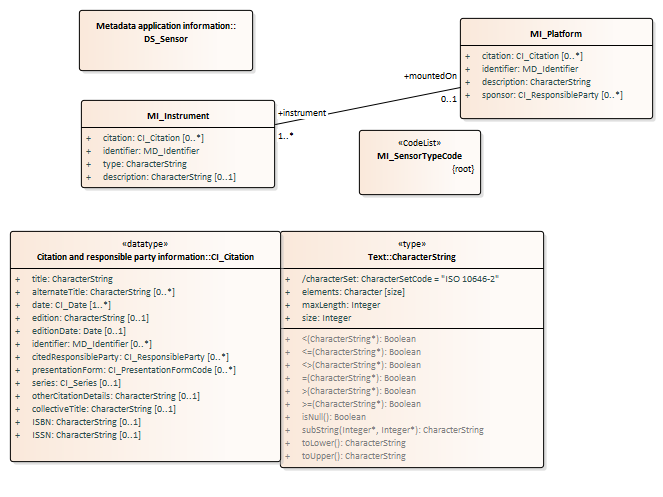 Metadata application information::
DS_Sensor
MI_Platform
+ citation: CI_Citation [0..*]
+ identifier: MD_Identifier
+ description: CharacterString
+ sponsor: CI_ResponsibleParty [0..*]
+mountedOn
0..1
+instrument
1..*
MI_Instrument
+ citation: CI_Citation [0..*]
+ identifier: MD_Identifier
+ type: CharacterString
+ description: CharacterString [0..1]
«CodeList»
MI_SensorTypeCode
{root}
«datatype»
Citation and responsible party information::CI_Citation
+ title: CharacterString
+ alternateTitle: CharacterString [0..*]
+ date: CI_Date [1..*]
+ edition: CharacterString [0..1]
+ editionDate: Date [0..1]
+ identifier: MD_Identifier [0..*]
+ citedResponsibleParty: CI_ResponsibleParty [0..*]
+ presentationForm: CI_PresentationFormCode [0..*]
+ series: CI_Series [0..1]
+ otherCitationDetails: CharacterString [0..1]
+ collectiveTitle: CharacterString [0..1]
+ ISBN: CharacterString [0..1]
+ ISSN: CharacterString [0..1]
«type»
Text::CharacterString
+ /characterSet: CharacterSetCode = "ISO 10646-2"
+ elements: Character [size]
+ maxLength: Integer
+ size: Integer
+ <(CharacterString*): Boolean
+ <=(CharacterString*): Boolean
+ <>(CharacterString*): Boolean
+ =(CharacterString*): Boolean
+ >(CharacterString*): Boolean
+ >=(CharacterString*): Boolean
+ isNull(): Boolean
+ subString(Integer*, Integer*): CharacterString
+ toLower(): CharacterString
+ toUpper(): CharacterString